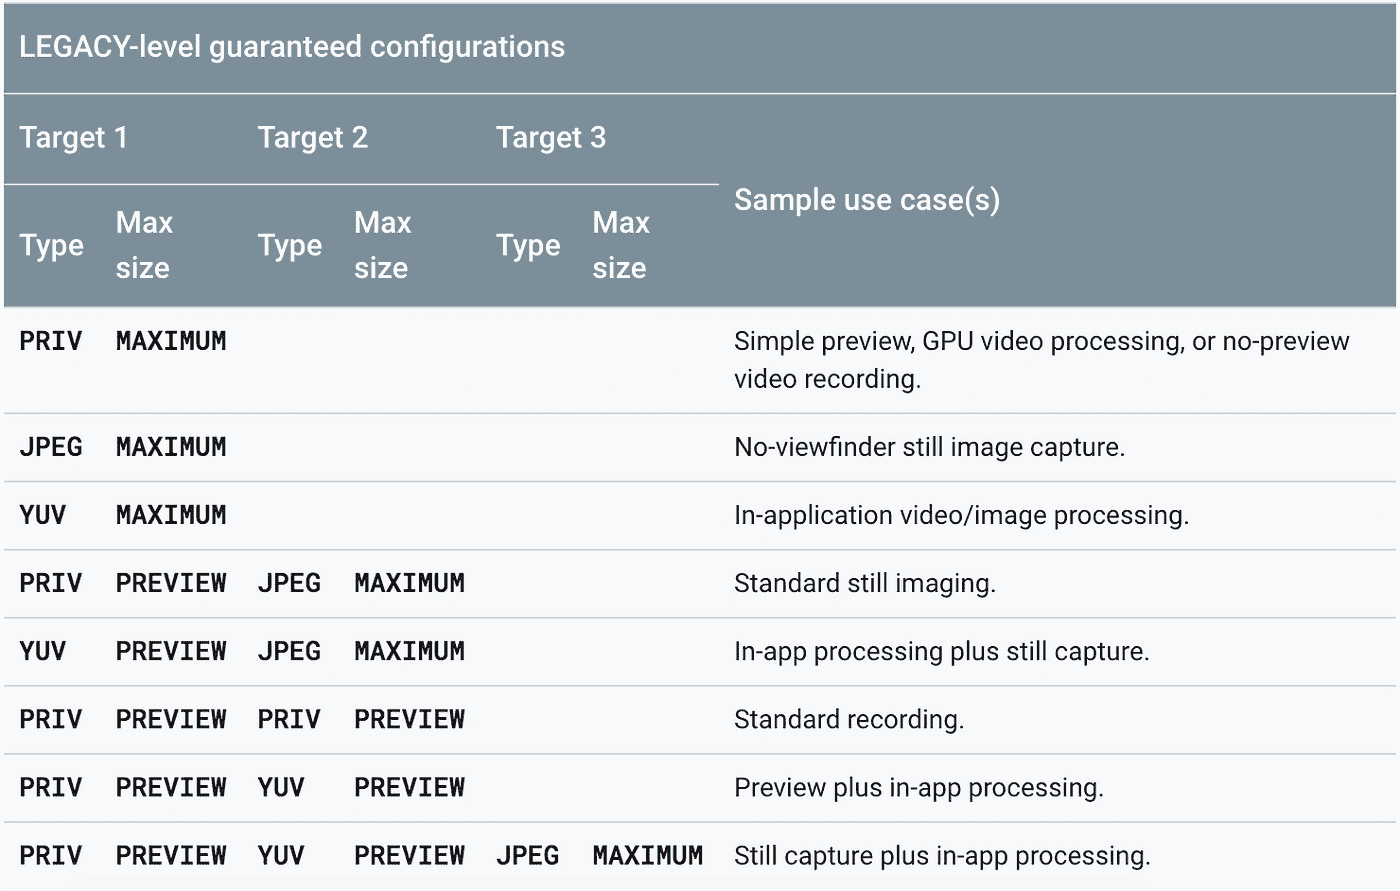 LEGACY-level guaranteed configurations
Target 1 Target 2 Target 3
Sample use case(s)
Type Max size Type Max size Type Max size
PRIV MAXIMUM Simple preview, GPU video processing, or no-preview
video recording.
JPEG MAXIMUM No-viewfinder still image capture.
YUV MAXIMUM In-application video/image processing.
PRIV PREVIEW JPEG MAXIMUM Standard still imaging.
YUV PREVIEW JPEG MAXIMUM In-app processing plus still capture.
PRIV PREVIEW PRIV PREVIEW Standard recording.
PRIV PREVIEW YUV PREVIEW Preview plus in-app processing.
PRIV PREVIEW YUV PREVIEW JPEG MAXIMUM Still capture plus in-app processing.